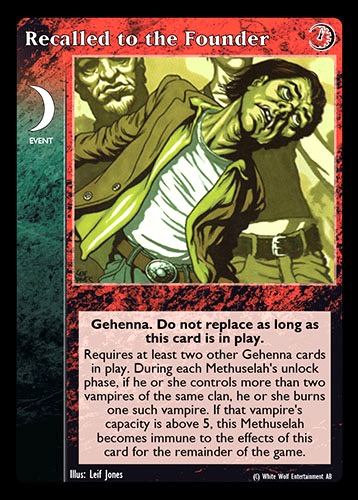 Recalled to the Founder
EVENT
Gehenna. Do not replace as long as
this card is in play.
Requires at least two other Gehenna cards
in play. During each Methuselah's unlock
phase, if he or she controls more than two
vampires of the same clan, he or she burns
one such vampire. If that vampire's
capacity is above 5, this Methuselah
becomes immune to the effects of this
card for the remainder of the game.
Illus: Leif Jones
(C) White Wolf Entertainment AB